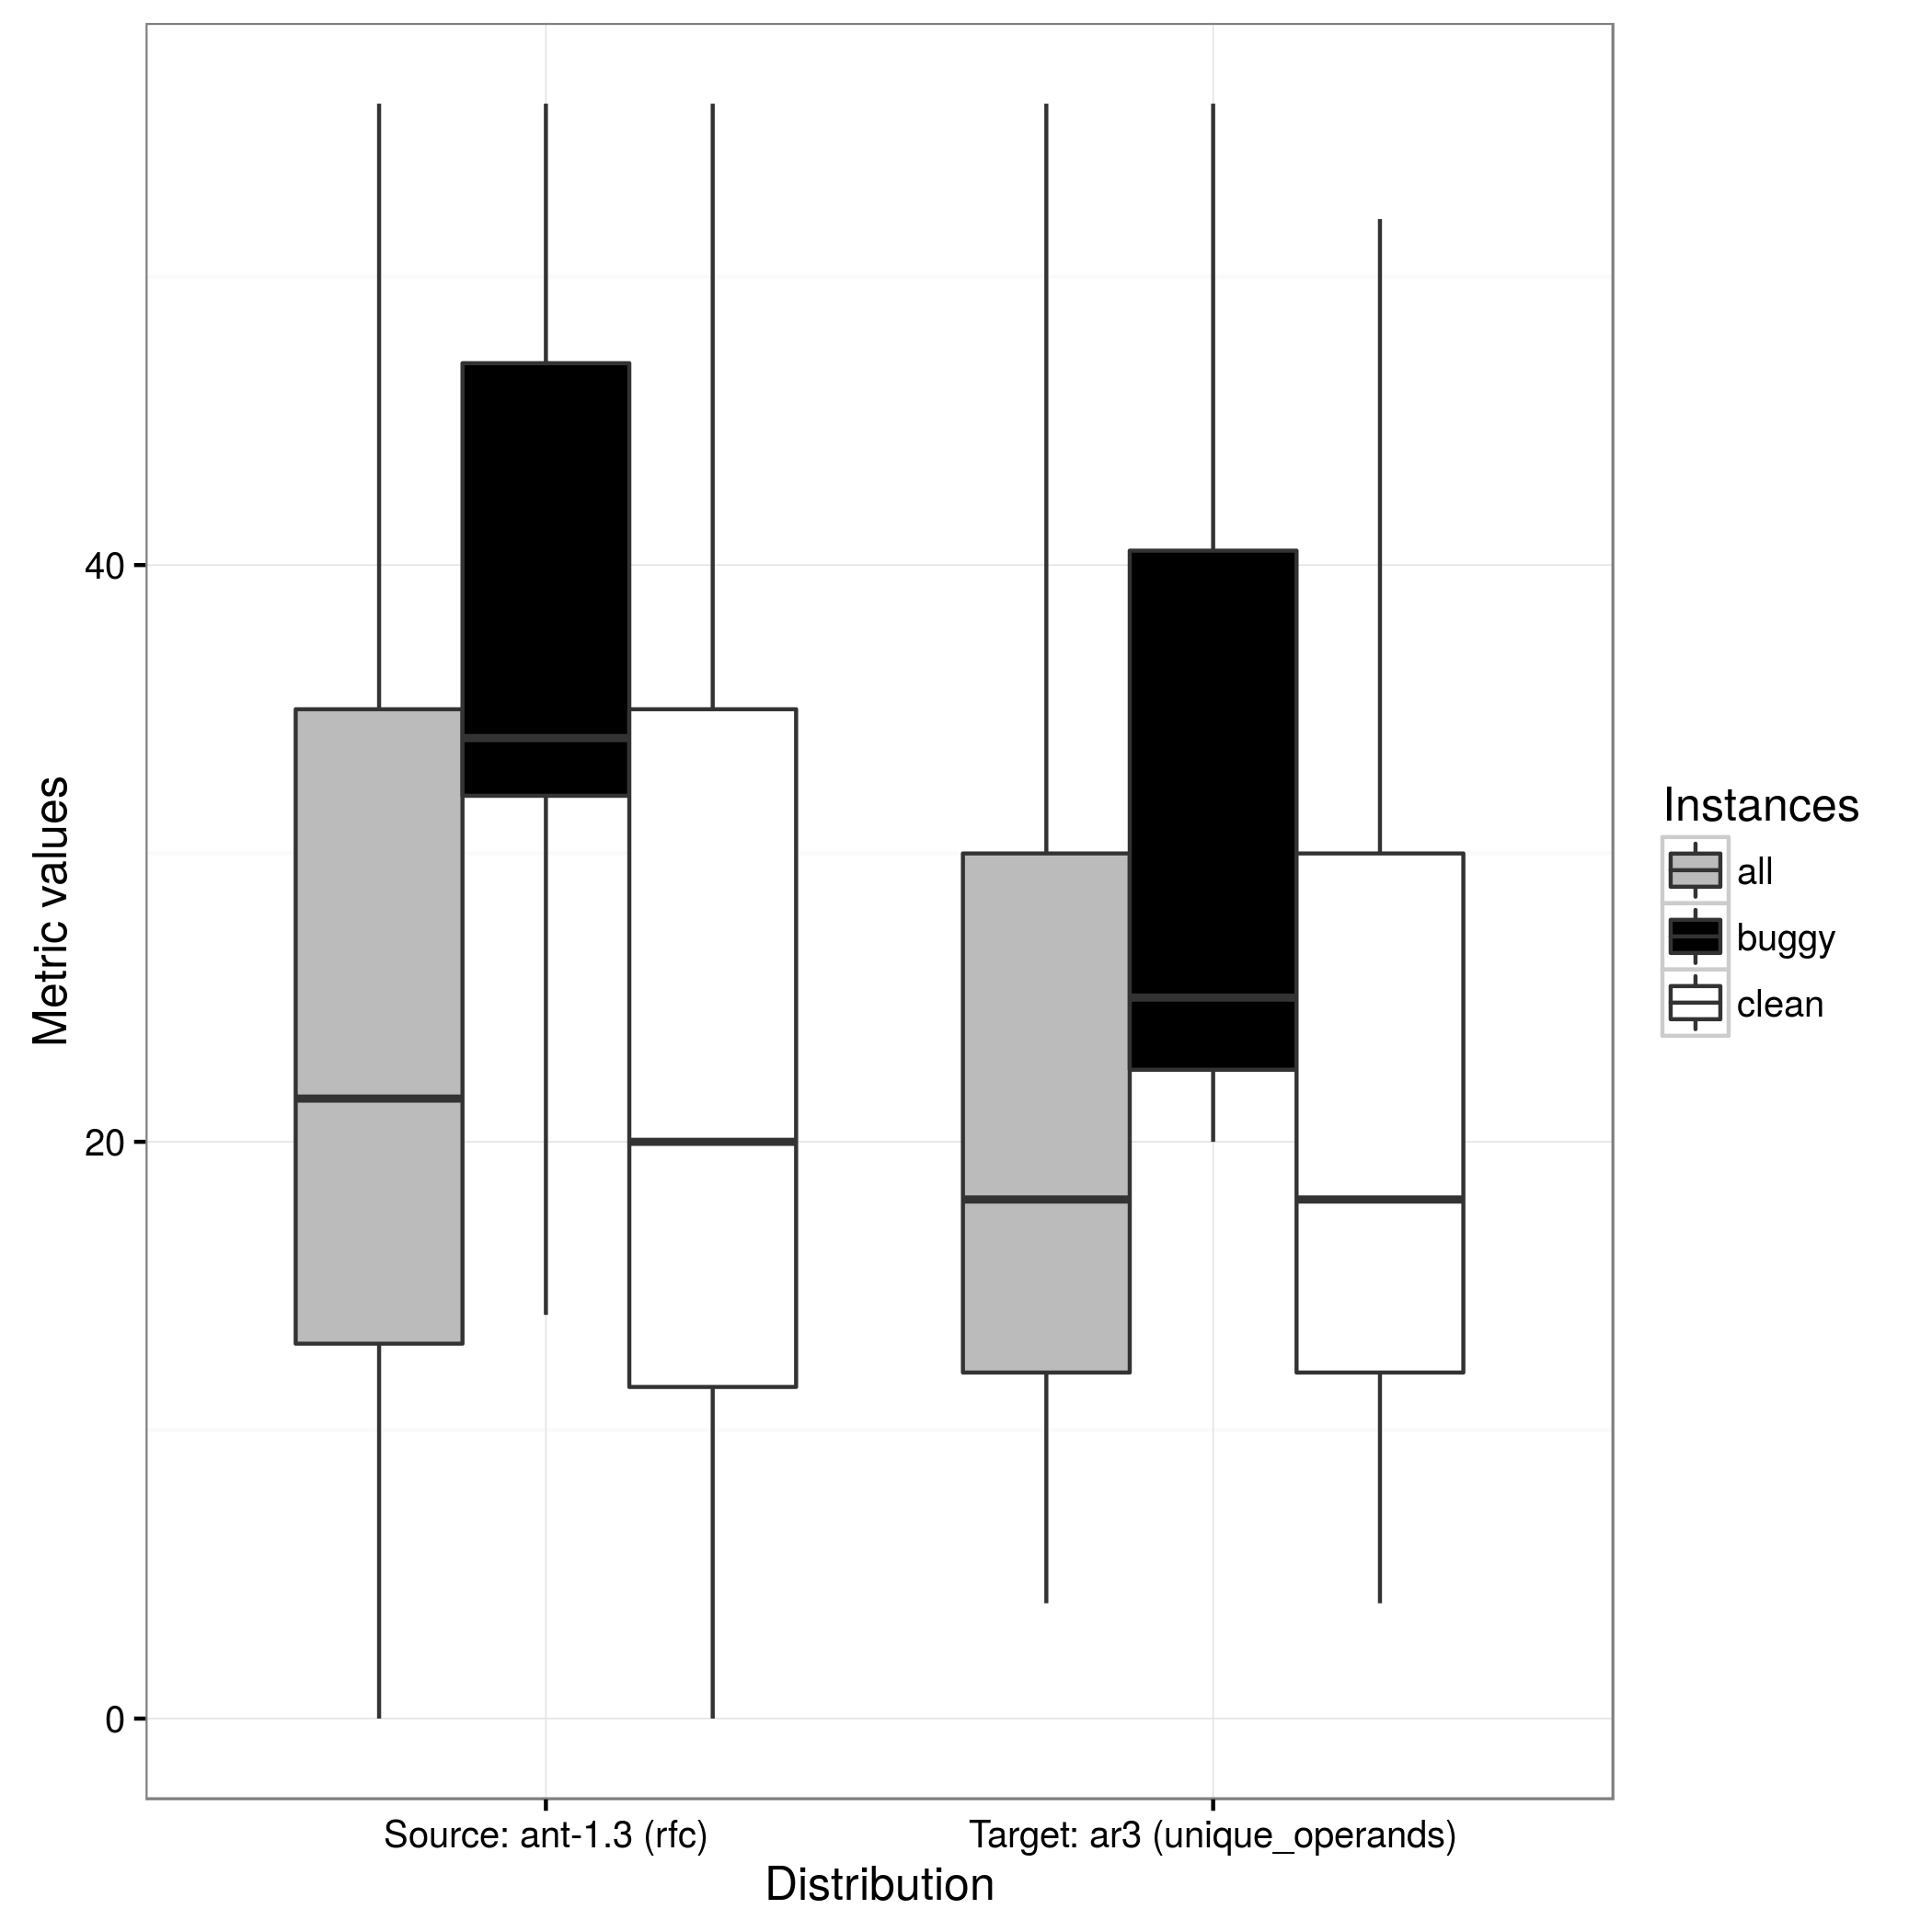 Metric values
40
20
0
Source: ant-1.3 (rfc)
Target: ar3 (unique_operands)
Distribution
Instances
all
buggy
clean